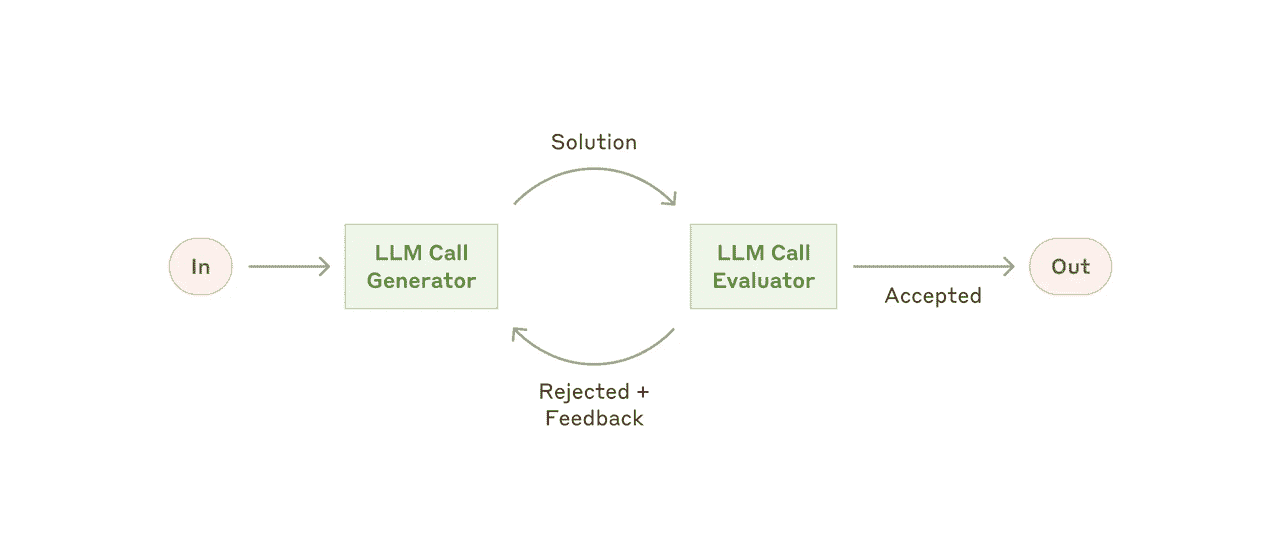 Solution
In
LLM Call
Generator
LLM Call
Evaluator
Out
Accepted
Rejected +
Feedback